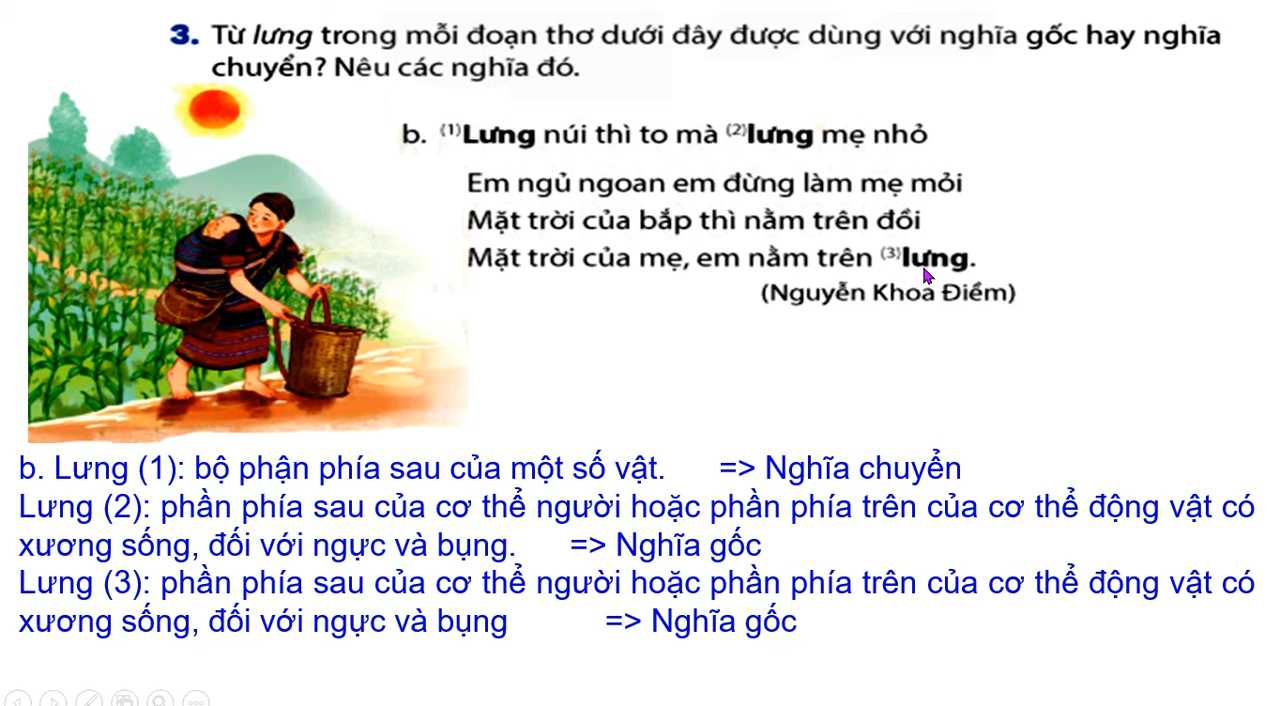 3. Từ lưng trong mỗi đoạn thơ dưới đây được dùng với nghĩa gốc hay nghĩa
chuyển? Nêu các nghĩa đó.
b. (1)Lưng núi thì to mà (2)lưng mẹ nhỏ
Em ngủ ngoan em đừng làm mẹ mỏi
Mặt trời của bắp thì nằm trên đồi
Mặt trời của mẹ, em nằm trên (3)lưng.
(Nguyễn Khoa Điềm)
b. Lưng (1): bộ phận phía sau của một số vật. => Nghĩa chuyển
Lưng (2): phần phía sau của cơ thể người hoặc phần phía trên của cơ thể động vật có
xương sống, đối với ngực và bụng. => Nghĩa gốc
Lưng (3): phần phía sau của cơ thể người hoặc phần phía trên của cơ thể động vật có
xương sống, đối với ngực và bụng => Nghĩa gốc